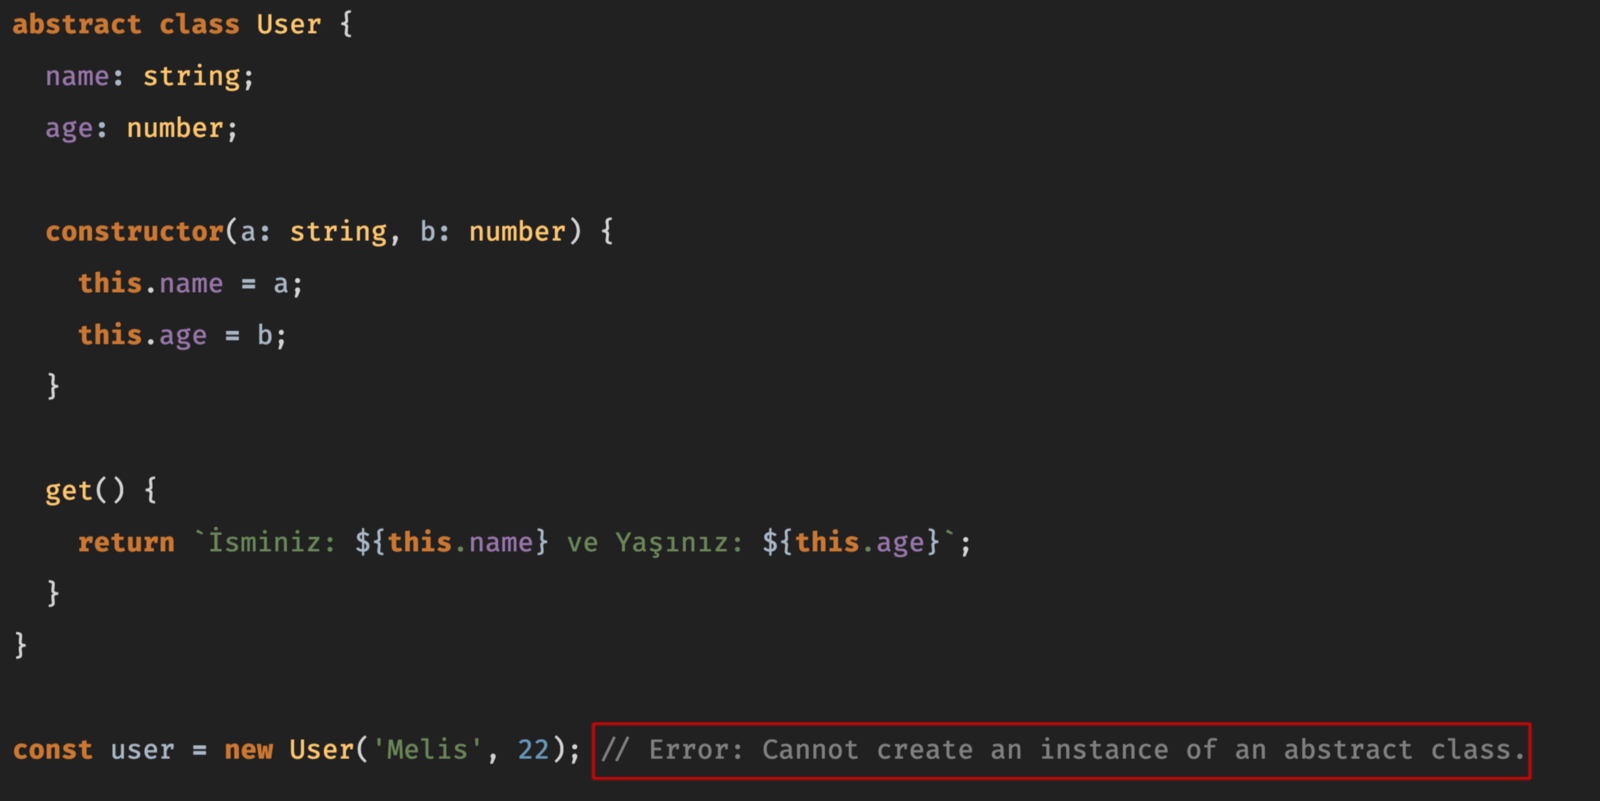 abstract class User {
name: string;
age: number;
constructor(a: string, b: number) {
this.name = a;
this.age = b;
}
get() {
return `İsminiz: ${this.name} ve Yaşınız: ${this.age}`;
}
}
const user = new User('Melis', 22); // Error: Cannot create an instance of an abstract class.